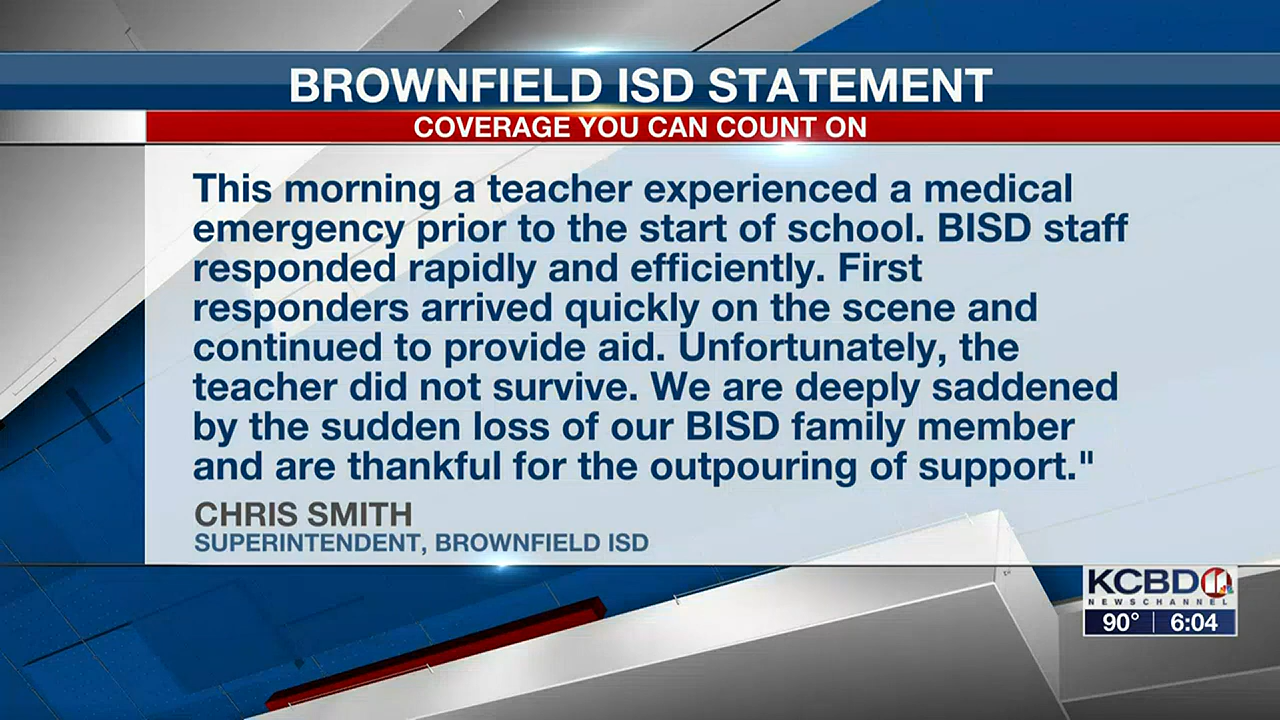 BROWNFIELD ISD STATEMENT
COVERAGE YOU CAN COUNT ON
This morning a teacher experienced a medical
emergency prior to the start of school. BISD staff
responded rapidly and efficiently. First
responders arrived quickly on the scene and
continued to provide aid. Unfortunately, the
teacher did not survive. We are deeply saddened
by the sudden loss of our BISD family member
and are thankful for the outpouring of support."
CHRIS SMITH
SUPERINTENDENT, BROWNFIELD ISD
KCBD 11
NEWSCHANNEL
90° | 6:04